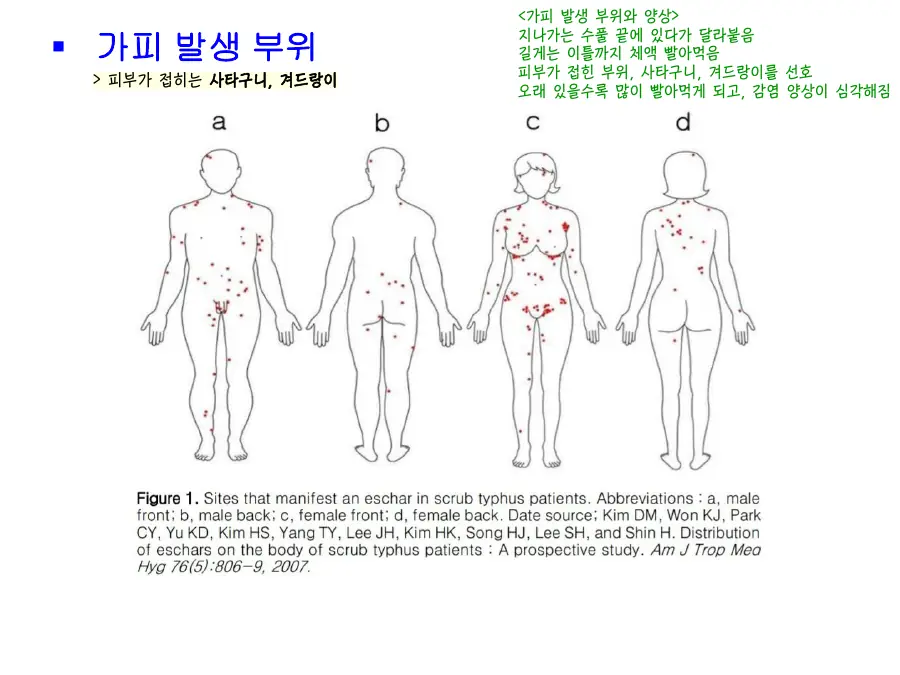 ▪ 가피 발생 부위
> 피부가 접히는 사타구니, 겨드랑이
<가피 발생 부위와 양상>
지나가는 수풀 끝에 있다가 달라붙음
길게는 이틀까지 체액 빨아먹음
피부가 접힌 부위, 사타구니, 겨드랑이를 선호
오래 있을수록 많이 빨아먹게 되고, 감염 양상이 심각해짐
a b c d
Figure 1. Sites that manifest an eschar in scrub typhus patients. Abbreviations : a, male
front; b, male back; c, female front; d, female back. Date source; Kim DM, Won KJ, Park
CY, Yu KD, Kim HS, Yang TY, Lee JH, Kim HK, Song HJ, Lee SH, and Shin H. Distribution
of eschars on the body of scrub typhus patients : A prospective study. Am J Trop Med
Hyg 76(5):806-9, 2007.